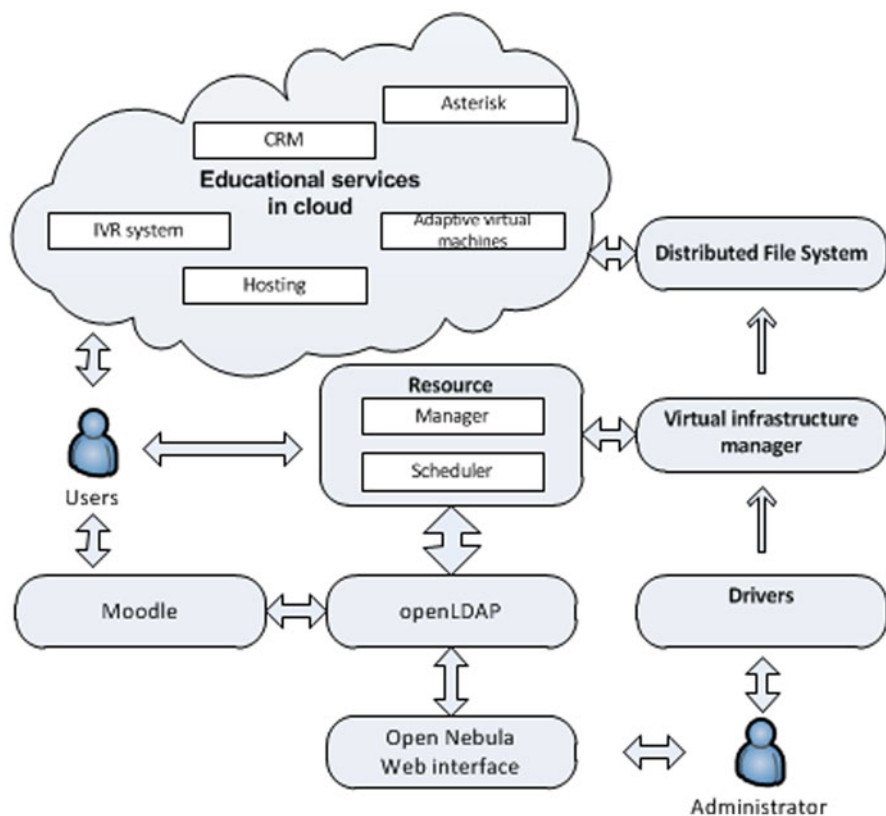 Asterisk
CRM
Educational services
in cloud
IVR system
Adaptive virtual
machines
Hosting
Distributed File System
Resource
Manager
Scheduler
Virtual infrastructure
manager
Users
Moodle
openLDAP
Drivers
Open Nebula
Web interface
Administrator